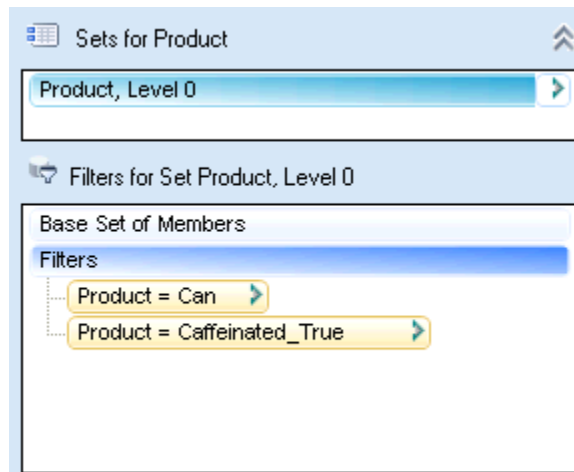 Sets for Product
Product, Level 0
Filters for Set Product, Level 0
Base Set of Members
Filters
Product = Can
Product = Caffeinated_True